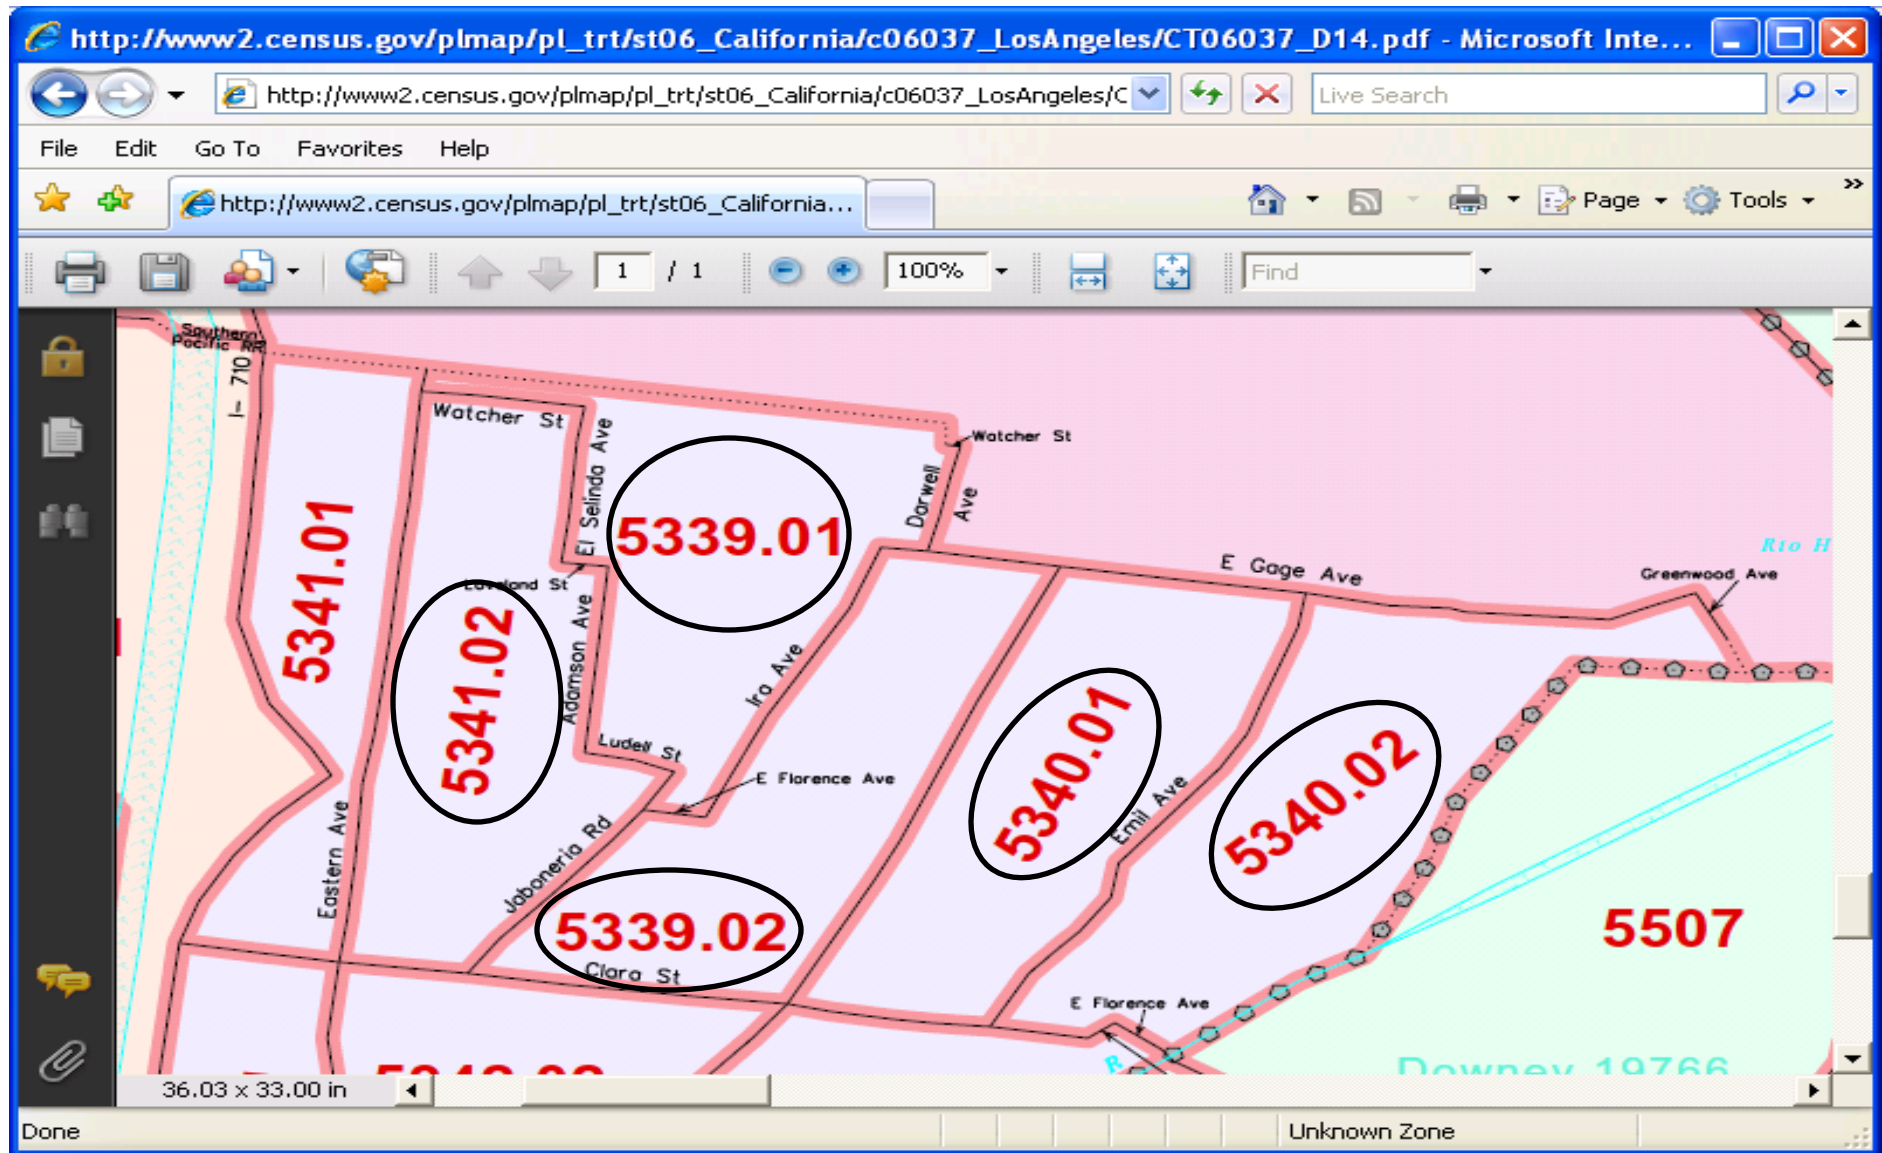 http://www2.census.gov/plmap/pl_trt/st06_California/c06037_LosAngeles/CT06037_D14.pdf - Microsoft Inte...
http://www2.census.gov/plmap/pl_trt/st06_California/c06037_LosAngeles/C
Live Search
File Edit Go To Favorites Help
http://www2.census.gov/plmap/pl_trt/st06_California...
Page Tools »
1 / 1 100% Find
Southern
Pacific RR
I- 710
Watcher St
El Selinda Ave
Watcher St
Darwell
Ave
5341.01
5339.01
Rio H
E Gage Ave
Greenwood Ave
Loveland St
5341.02
Adamson Ave
Ira Ave
5340.01
Ludell St
E Florence Ave
5340.02
Emil Ave
Eastern Ave
Jaboneria Rd
5339.02
5507
Clara St
E Florence Ave
R
Downey 19766
36.03 x 33.00 in
Done
Unknown Zone